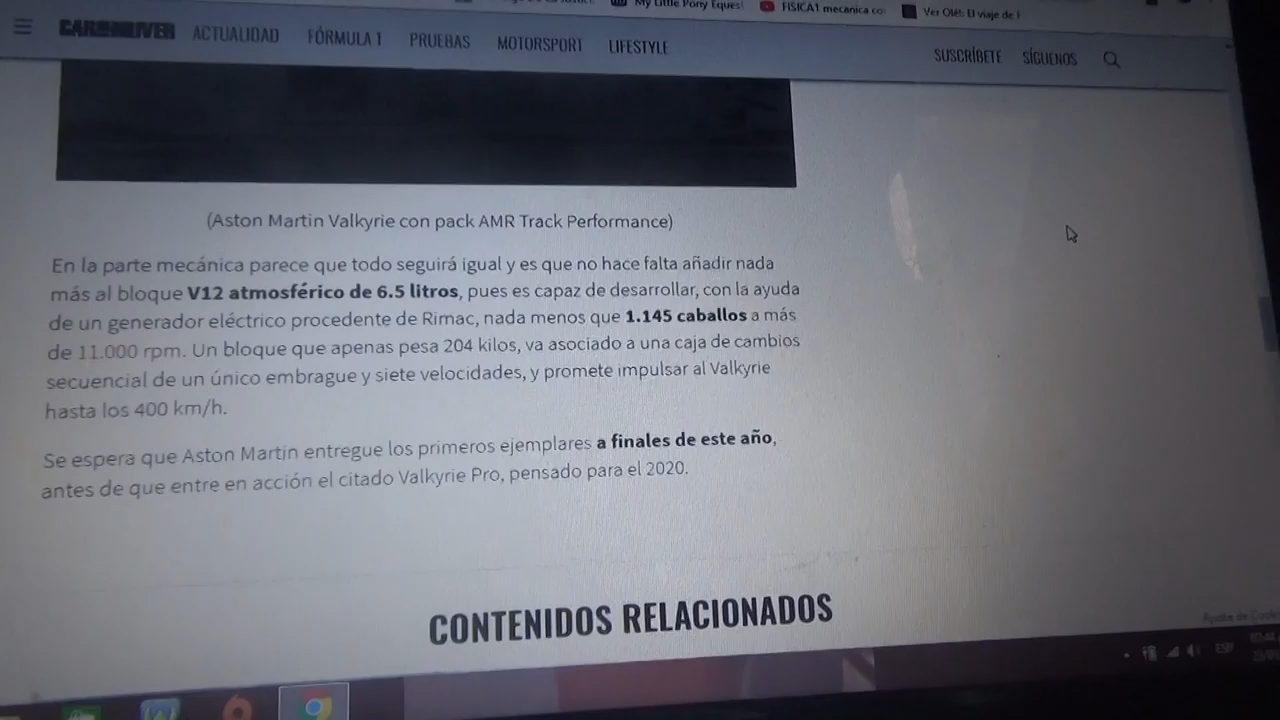 My Little Pony Equest
FISICA1 mecanica co
Ver Olé!: El viaje de F
CAR AND DRIVER ACTUALIDAD FÓRMULA 1 PRUEBAS MOTORSPORT LIFESTYLE SUSCRÍBETE SÍGUENOS
(Aston Martin Valkyrie con pack AMR Track Performance)
En la parte mecánica parece que todo seguirá igual y es que no hace falta añadir nada
más al bloque V12 atmosférico de 6.5 litros, pues es capaz de desarrollar, con la ayuda
de un generador eléctrico procedente de Rimac, nada menos que 1.145 caballos a más
de 11.000 rpm. Un bloque que apenas pesa 204 kilos, va asociado a una caja de cambios
secuencial de un único embrague y siete velocidades, y promete impulsar al Valkyrie
hasta los 400 km/h.
Se espera que Aston Martin entregue los primeros ejemplares a finales de este año,
antes de que entre en acción el citado Valkyrie Pro, pensado para el 2020.
CONTENIDOS RELACIONADOS
ESP